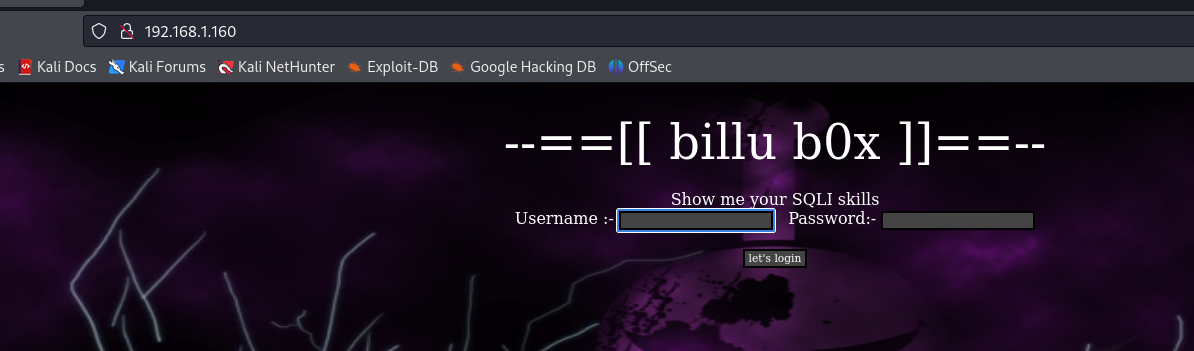 192.168.1.160
s Kali Docs Kali Forums Kali NetHunter Exploit-DB Google Hacking DB OffSec
--==[[ billu b0x ]]==--
Show me your SQLI skills
Username :- Password:-
let's login